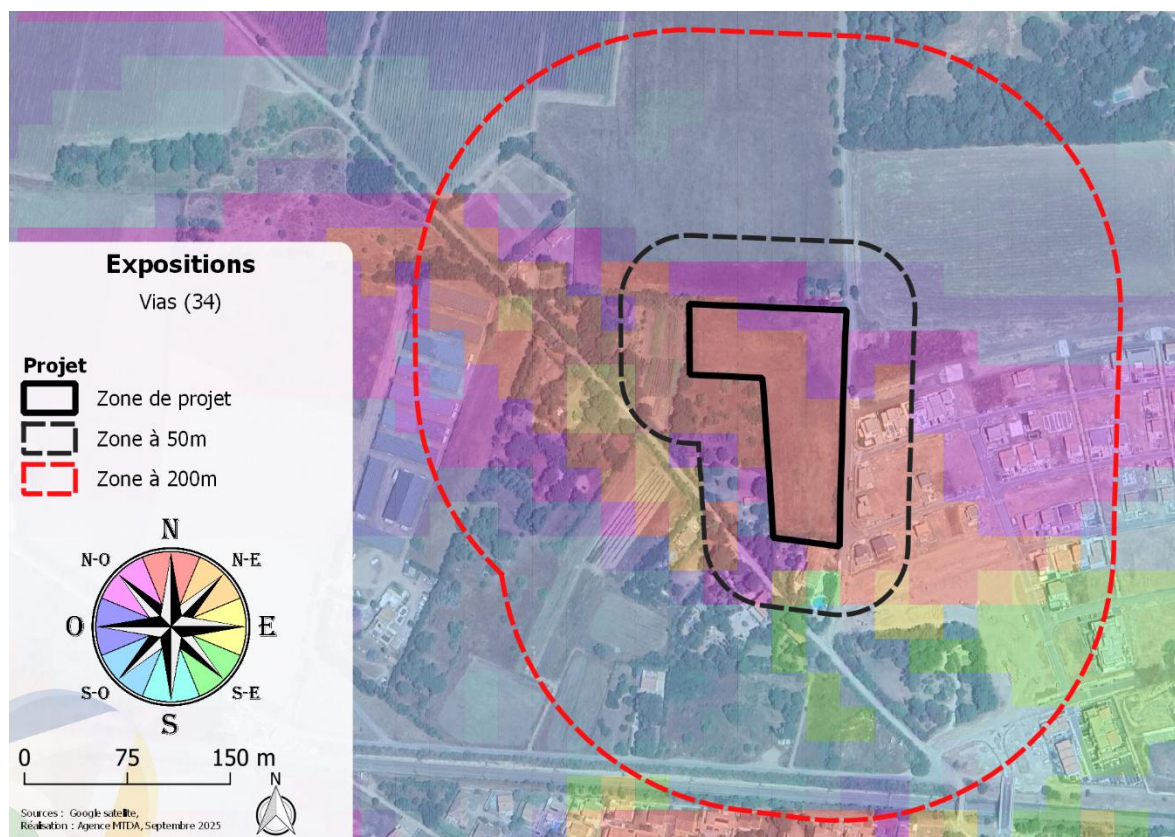 Expositions
Vias (34)
Projet
Zone de projet
Zone à 50m
Zone à 200m
N
N-O
N-E
O
E
S-O
S-E
S
0 75 150 m
N
Sources : Google satellite,
Réalisation : Agence MTDA, Septembre 2025